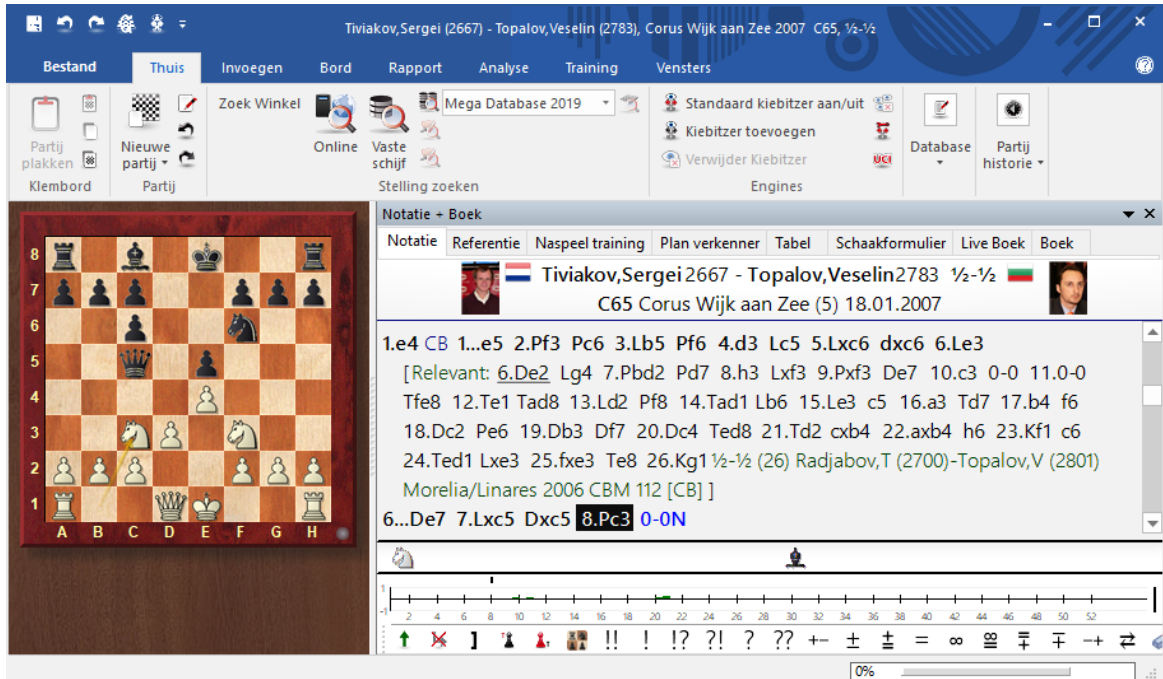 Tiviakov,Sergei (2667) - Topalov,Veselin (2783), Corus Wijk aan Zee 2007  C65, ½-½
Bestand Thuis Invoegen Bord Rapport Analyse Training Vensters
Partij plakken
Klembord
Nieuwe partij
Partij
Zoek Winkel
Online
Vaste schijf
Mega Database 2019
Stelling zoeken
Standaard kiebitzer aan/uit
Kiebitzer toevoegen
Verwijder Kiebitzer
UCI
Engines
Database
Partij historie
Notatie + Boek
Notatie Referentie Naspeel training Plan verkenner Tabel Schaakformulier Live Boek Boek
Tiviakov,Sergei 2667 - Topalov,Veselin 2783 ½-½
C65 Corus Wijk aan Zee (5) 18.01.2007
1.e4 CB 1...e5 2.Pf3 Pc6 3.Lb5 Pf6 4.d3 Lc5 5.Lxc6 dxc6 6.Le3
[Relevant: 6.De2 Lg4 7.Pbd2 Pd7 8.h3 Lxf3 9.Pxf3 De7 10.c3 0-0 11.0-0
Tfe8 12.Te1 Tad8 13.Ld2 Pf8 14.Tad1 Lb6 15.Le3 c5 16.a3 Td7 17.b4 f6
18.Dc2 Pe6 19.Db3 Df7 20.Dc4 Ted8 21.Td2 cxb4 22.axb4 h6 23.Kf1 c6
24.Ted1 Lxe3 25.fxe3 Te8 26.Kg1 ½-½ (26) Radjabov,T (2700)-Topalov,V (2801)
Morelia/Linares 2006 CBM 112 [CB] ]
6...De7 7.Lxc5 Dxc5 8.Pc3 0-0N
8
7
6
5
4
3
2
1
A B C D E F G H
1
-1
2 4 6 8 10 12 14 16 18 20 22 24 26 28 30 32 34 36 38 40 42 44 46 48 50 52
] !! ! !? ?! ? ?? +− ± ⩲ = ∞ ⯹ ∓ ⩱ −+ ⇄
0%